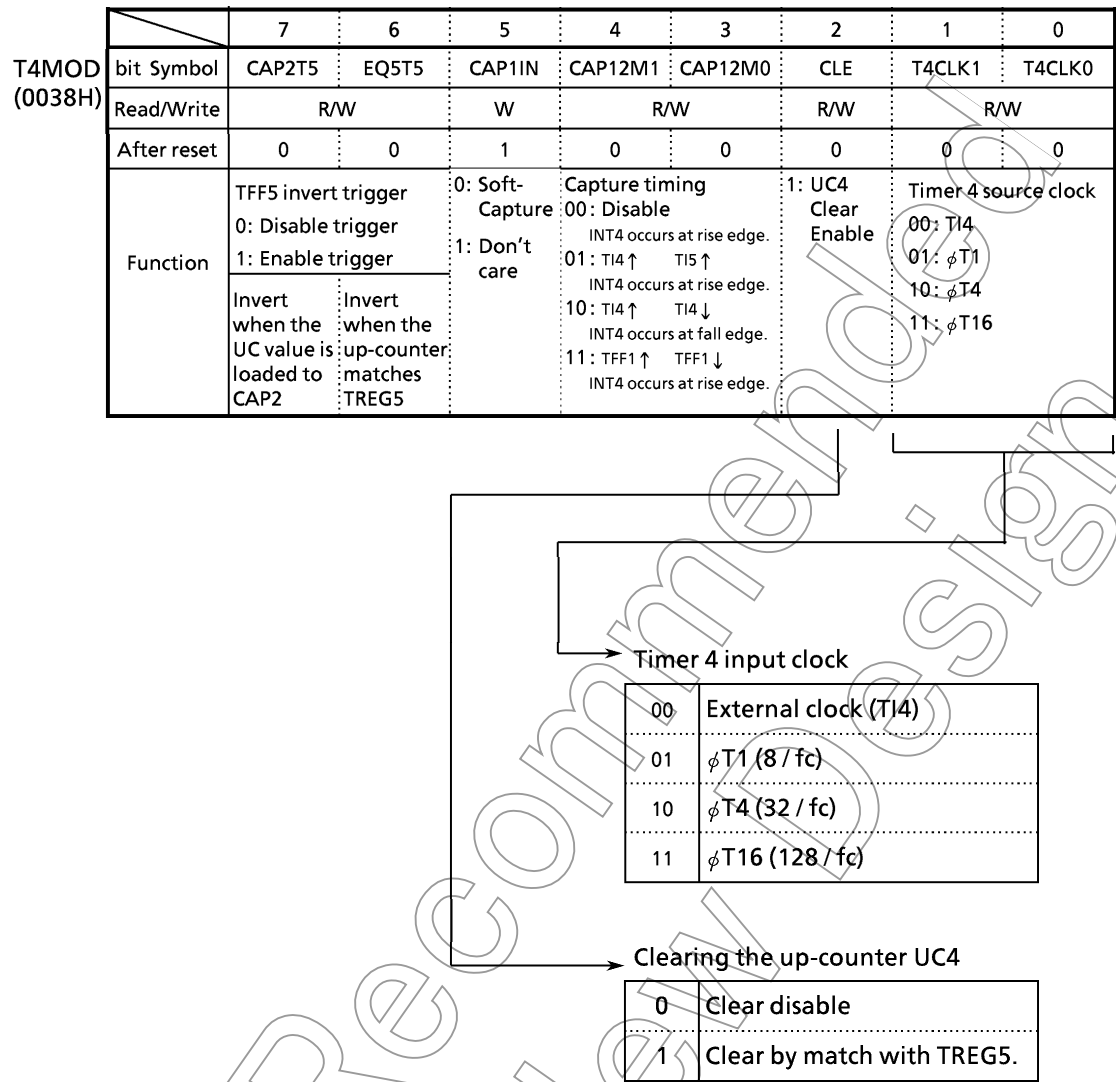 7 6 5 4 3 2 1 0
T4MOD
(0038H)
bit Symbol CAP2T5 EQ5T5 CAP1IN CAP12M1 CAP12M0 CLE T4CLK1 T4CLK0
Read/Write R/W W R/W R/W R/W
After reset 0 0 1 0 0 0 0 0
Function
TFF5 invert trigger
0: Disable trigger
1: Enable trigger
Invert
when the
UC value is
loaded to
CAP2
Invert
when the
up-counter
matches
TREG5
0: Soft-
Capture
1: Don't
care
Capture timing
00: Disable
INT4 occurs at rise edge.
01: TI4↑ TI5↑
INT4 occurs at rise edge.
10: TI4↑ TI4↓
INT4 occurs at fall edge.
11: TFF1↑ TFF1↓
INT4 occurs at rise edge.
1: UC4
Clear
Enable
Timer 4 source clock
00: TI4
01: ϕT1
10: ϕT4
11: ϕT16
Timer 4 input clock
00 External clock (TI4)
01 ϕT1 (8 / fc)
10 ϕT4 (32 / fc)
11 ϕT16 (128 / fc)
Clearing the up-counter UC4
0 Clear disable
1 Clear by match with TREG5.
Recommended
Design